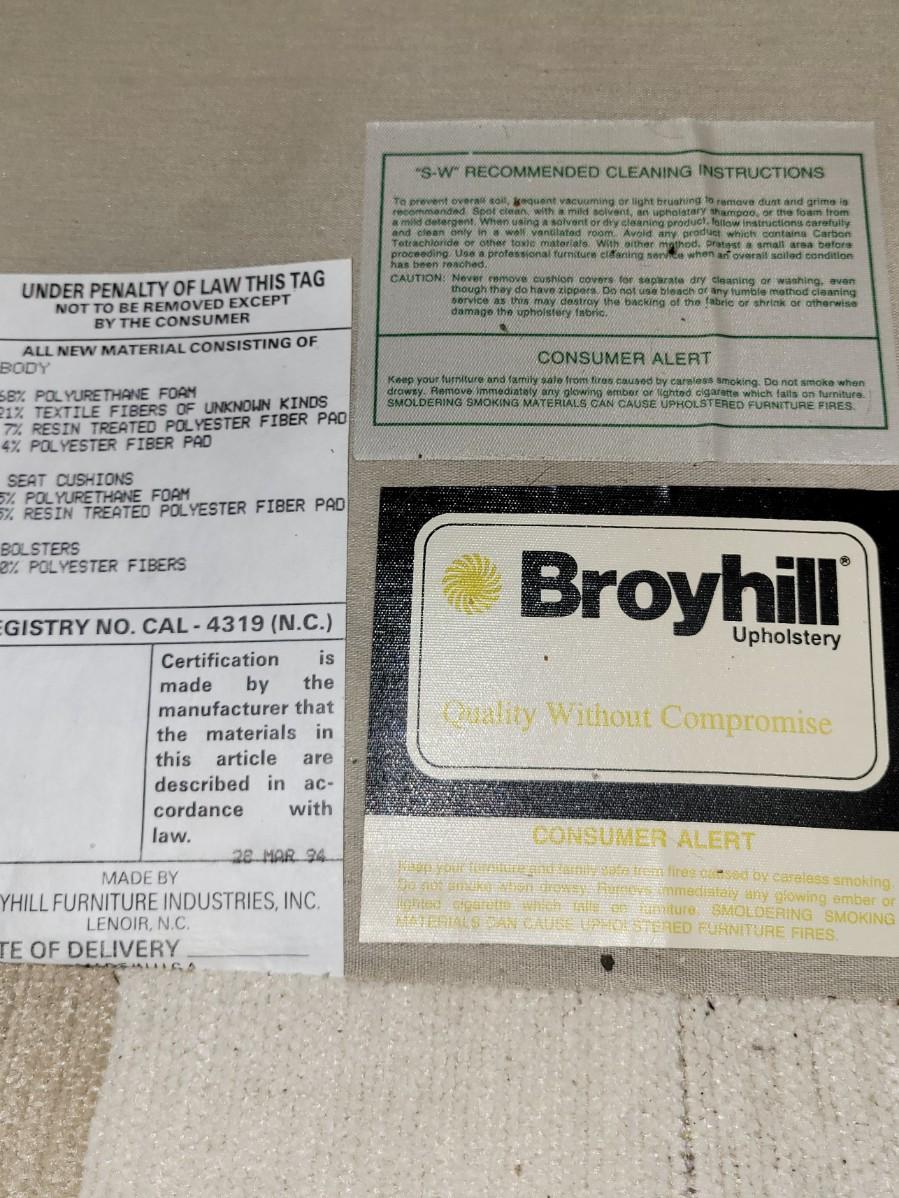 UNDER PENALTY OF LAW THIS TAG
NOT TO BE REMOVED EXCEPT
BY THE CONSUMER
ALL NEW MATERIAL CONSISTING OF
BODY
68% POLYURETHANE FOAM
21% TEXTILE FIBERS OF UNKNOWN KINDS
7% RESIN TREATED POLYESTER FIBER PAD
4% POLYESTER FIBER PAD
SEAT CUSHIONS
5% POLYURETHANE FOAM
5% RESIN TREATED POLYESTER FIBER PAD
BOLSTERS
0% POLYESTER FIBERS
EGISTRY NO. CAL - 4319 (N.C.)
Certification is
made by the
manufacturer that
the materials in
this article are
described in ac-
cordance with
law.
28 MAR 94
MADE BY
YHILL FURNITURE INDUSTRIES, INC.
LENOIR, N.C.
TE OF DELIVERY
"S-W" RECOMMENDED CLEANING INSTRUCTIONS
To prevent overall soil, frequent vacuuming or light brushing to remove dust and grime is
recommended. Spot clean, with a mild solvent, an upholstery shampoo, or the foam from
a mild detergent. When using a solvent or dry cleaning product, follow instructions carefully
and clean only in a well ventilated room. Avoid any product which contains Carbon
Tetrachloride or other toxic materials. With either method, pretest a small area before
proceeding. Use a professional furniture cleaning service when an overall soiled condition
has been reached.
CAUTION: Never remove cushion covers for separate dry cleaning or washing, even
though they do have zippers. Do not use bleach or any tumble method cleaning
service as this may destroy the backing of the fabric or shrink or otherwise
damage the upholstery fabric.
CONSUMER ALERT
Keep your furniture and family safe from fires caused by careless smoking. Do not smoke when
drowsy. Remove immediately any glowing ember or lighted cigarette which falls on furniture.
SMOLDERING SMOKING MATERIALS CAN CAUSE UPHOLSTERED FURNITURE FIRES.
Broyhill®
Upholstery
Quality Without Compromise
CONSUMER ALERT
Keep your furniture and family safe from fires caused by careless smoking.
Do not smoke when drowsy. Remove immediately any glowing ember or
lighted cigarette which falls on furniture. SMOLDERING SMOKING
MATERIALS CAN CAUSE UPHOLSTERED FURNITURE FIRES.